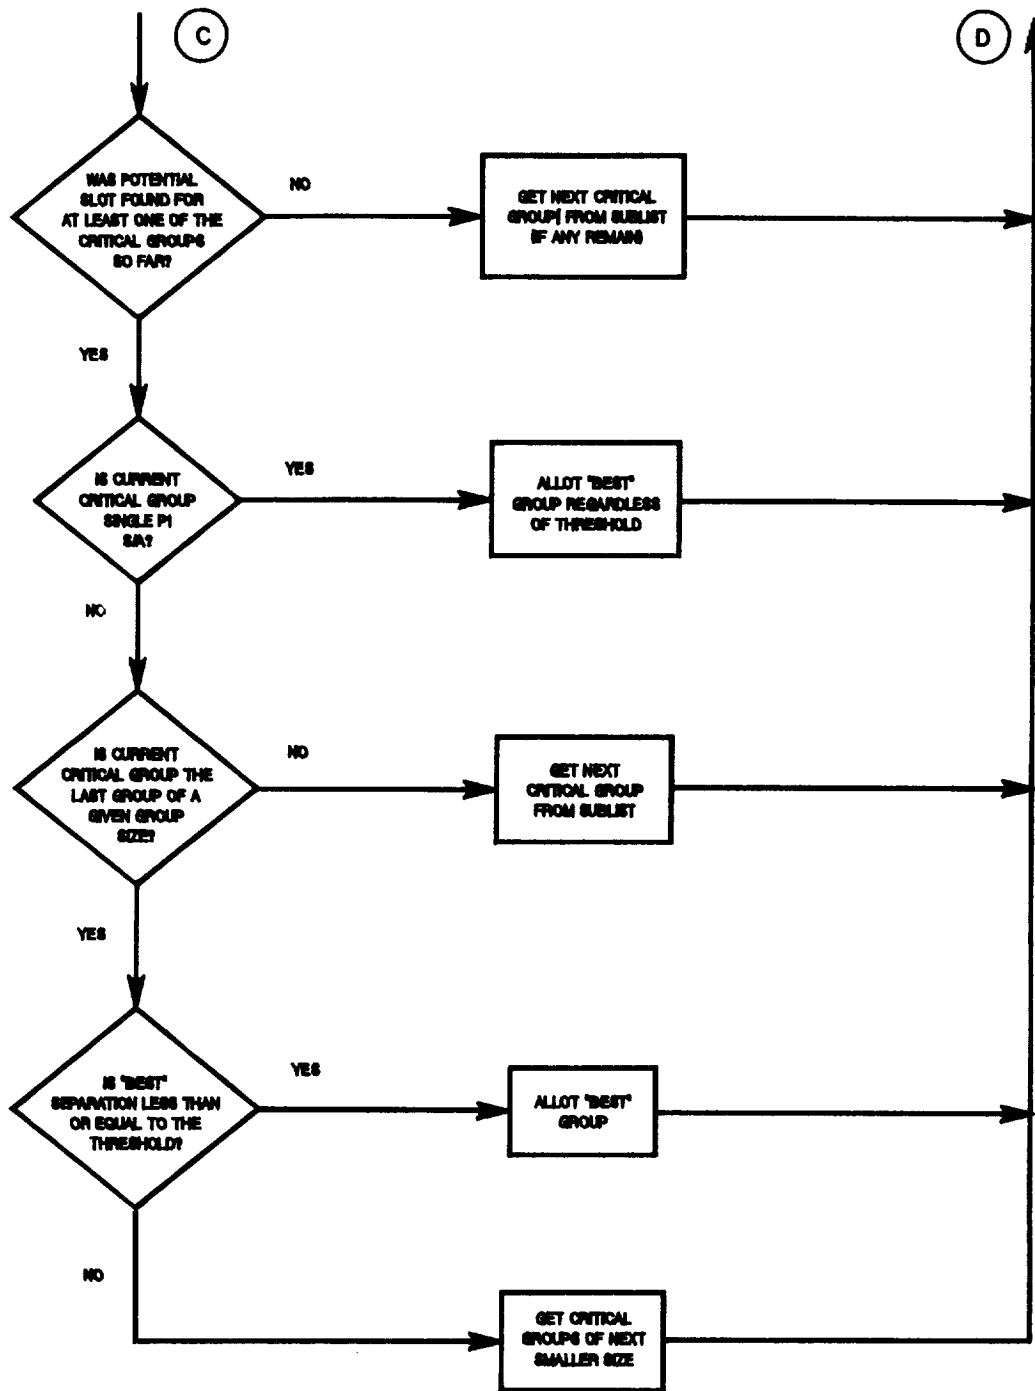 C
D
WAS POTENTIAL
SLOT FOUND FOR
AT LEAST ONE OF THE
CRITICAL GROUPS
SO FAR?
NO
GET NEXT CRITICAL
GROUP FROM SUBLIST
(IF ANY REMAIN)
YES
IS CURRENT
CRITICAL GROUP
SINGLE P1
S/A?
YES
ALLOT "BEST"
GROUP REGARDLESS
OF THRESHOLD
NO
IS CURRENT
CRITICAL GROUP THE
LAST GROUP OF A
GIVEN GROUP
SIZE?
NO
GET NEXT
CRITICAL GROUP
FROM SUBLIST
YES
IS "BEST"
SEPARATION LESS THAN
OR EQUAL TO THE
THRESHOLD?
YES
ALLOT "BEST"
GROUP
NO
GET CRITICAL
GROUPS OF NEXT
SMALLER SIZE